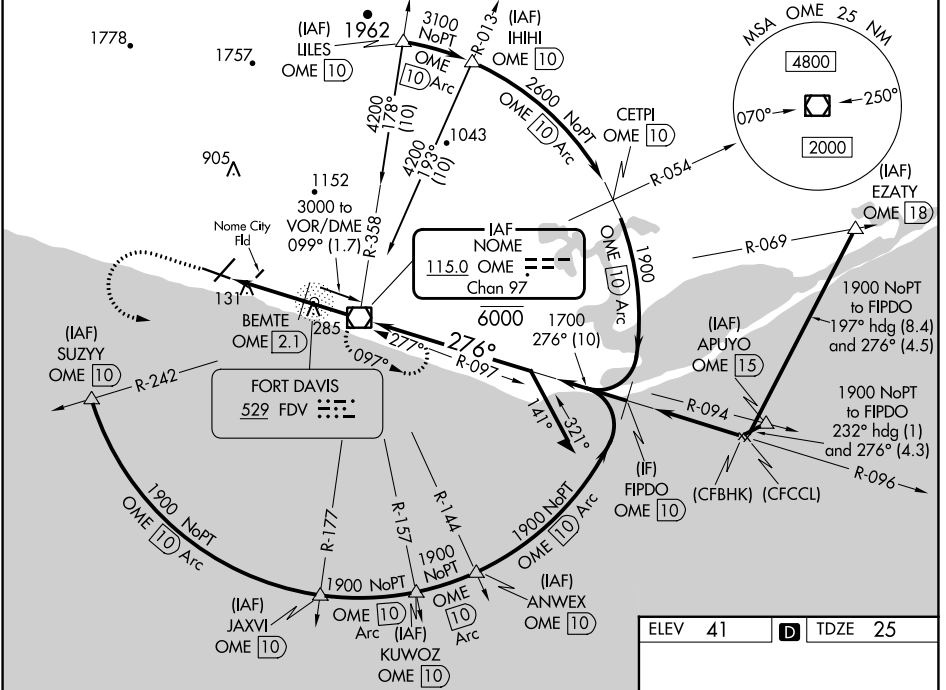 1778
1757
(IAF)
LILES
OME 10
1962
3100
NoPT
OME
10 Arc
R-013
(IAF)
IHIHI
OME 10
2600 NoPT
OME 10 Arc
CETPI
OME 10
MSA OME 25 NM
4800
070°
250°
2000
R-054
4200
178°
(10)
4200
193°
(10)
1043
905
1152
3000 to
VOR/DME
099° (1.7)
R-358
Nome City
Fld
IAF
NOME
115.0 OME
Chan 97
6000
OME 10 Arc
1900
(IAF)
EZATY
OME 18
R-069
1900 NoPT
to FIPDO
197° hdg (8.4)
and 276° (4.5)
131
BEMTE
OME 2.1
285
1700
276° (10)
276°
277°
R-097
097°
(IAF)
APUYO
OME 15
(IAF)
SUZYY
OME 10
R-242
FORT DAVIS
529 FDV
141°
321°
R-094
1900 NoPT
to FIPDO
232° hdg (1)
and 276° (4.3)
R-096
(IF)
FIPDO
OME 10
(CFBHK)
(CFCCL)
1900 NoPT
OME 10 Arc
R-177
R-157
R-144
1900 NoPT
OME 10 Arc
1900 NoPT
OME 10
Arc
1900
NoPT
OME
10
Arc
(IAF)
JAXVI
OME 10
(IAF)
KUWOZ
OME 10
(IAF)
ANWEX
OME 10
ELEV 41 D TDZE 25